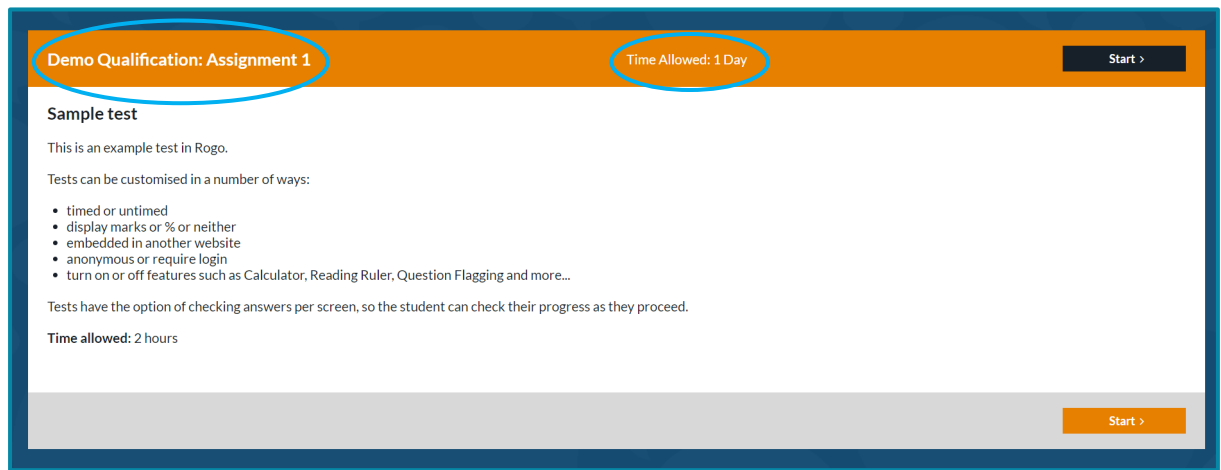 Demo Qualification: Assignment 1
Time Allowed: 1 Day
Start >
Sample test
This is an example test in Rogo.
Tests can be customised in a number of ways:
• timed or untimed
• display marks or % or neither
• embedded in another website
• anonymous or require login
• turn on or off features such as Calculator, Reading Ruler, Question Flagging and more...
Tests have the option of checking answers per screen, so the student can check their progress as they proceed.
Time allowed: 2 hours
Start >